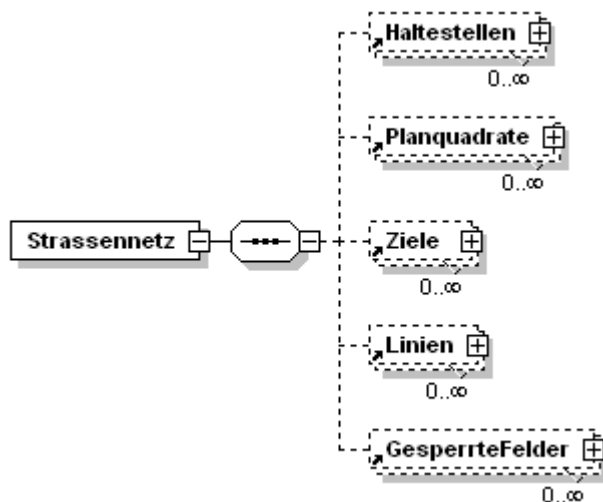 Haltestellen
0..∞
Planquadrate
0..∞
Strassennetz
Ziele
0..∞
Linien
0..∞
GesperrteFelder
0..∞